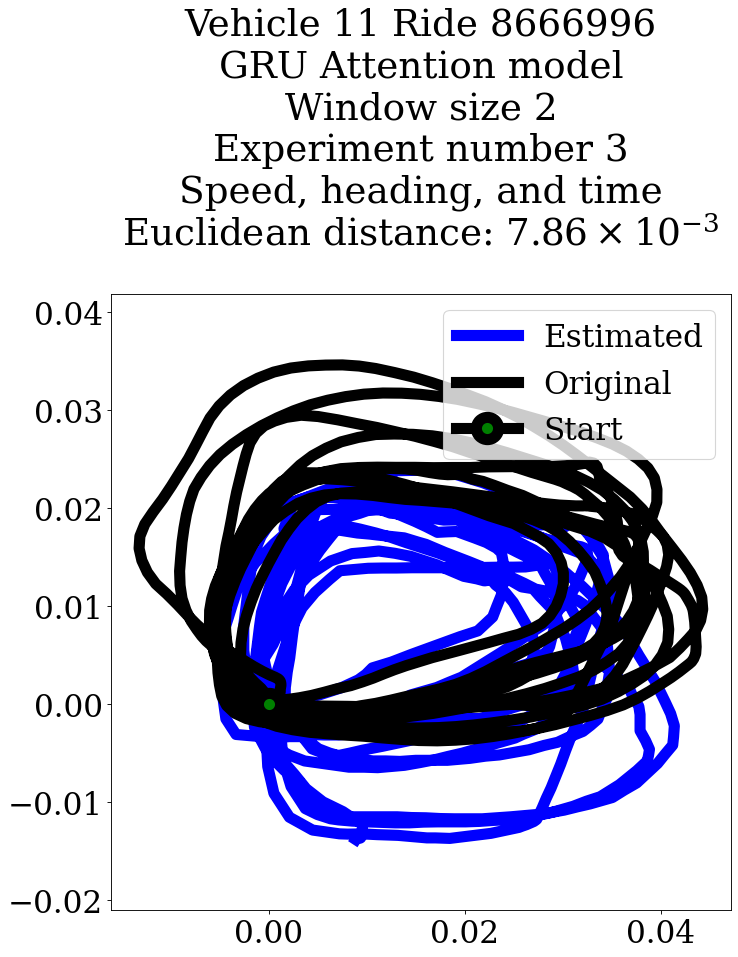 Vehicle 11 Ride 8666996
GRU Attention model
Window size 2
Experiment number 3
Speed, heading, and time
Euclidean distance: 7.86 × 10⁻³
0.04
Estimated
0.03
Original
Start
0.02
0.01
0.00
−0.01
−0.02
0.00 0.02 0.04